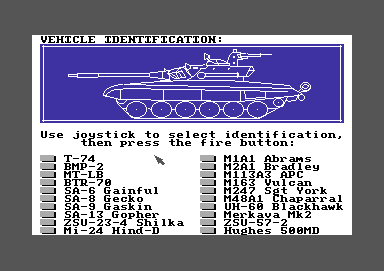 VEHICLE IDENTIFICATION:
Use joystick to select identification,
then press the fire button:
T-74
BMP-2
MT-LB
BTR-70
SA-6 Gainful
SA-8 Gecko
SA-9 Gaskin
SA-13 Gopher
ZSU-23-4 Shilka
Mi-24 Hind-D
M1A1 Abrams
M2A1 Bradley
M113A3 APC
M163 Vulcan
M247 Sgt York
M48A1 Chaparral
UH-60 Blackhawk
Merkava Mk2
ZSU-57-2
Hughes 500MD